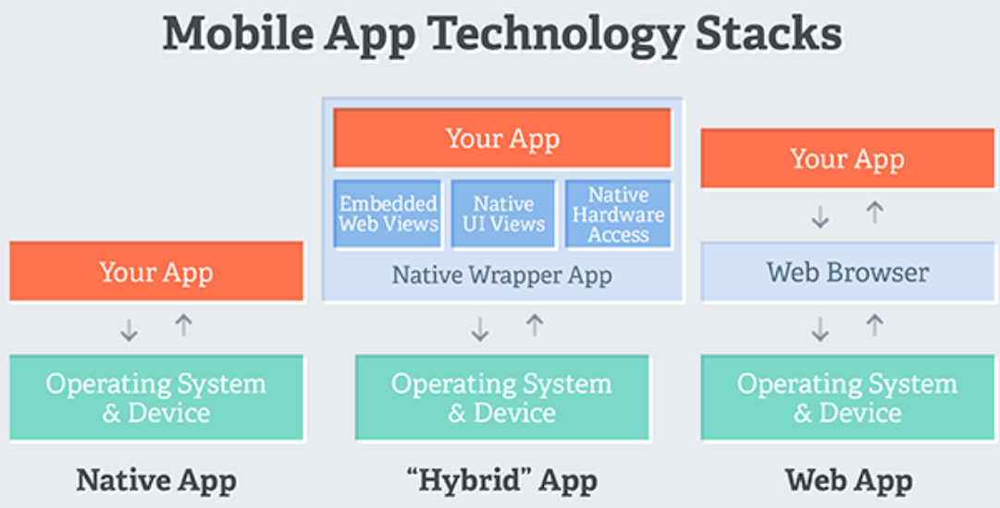 Mobile App Technology Stacks
Your App
Operating System
& Device
Native App
Your App
Embedded
Web Views
Native
UI Views
Native
Hardware
Access
Native Wrapper App
Operating System
& Device
“Hybrid” App
Your App
Web Browser
Operating System
& Device
Web App